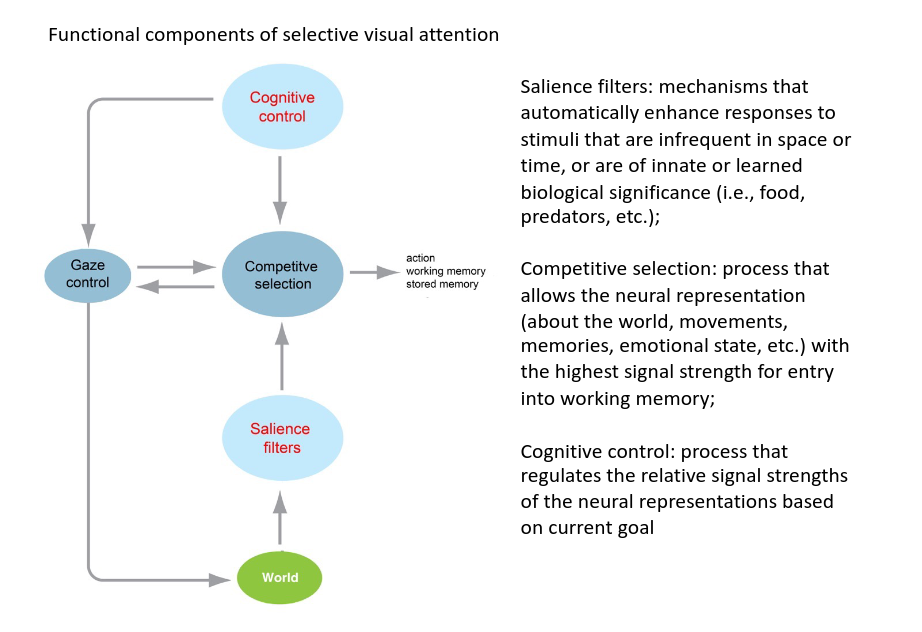 Functional components of selective visual attention
Cognitive
control
Gaze
control
Competitve
selection
action
working memory
stored memory
Salience
filters
World
Salience filters: mechanisms that
automatically enhance responses to
stimuli that are infrequent in space or
time, or are of innate or learned
biological significance (i.e., food,
predators, etc.);
Competitive selection: process that
allows the neural representation
(about the world, movements,
memories, emotional state, etc.) with
the highest signal strength for entry
into working memory;
Cognitive control: process that
regulates the relative signal strengths
of the neural representations based
on current goal